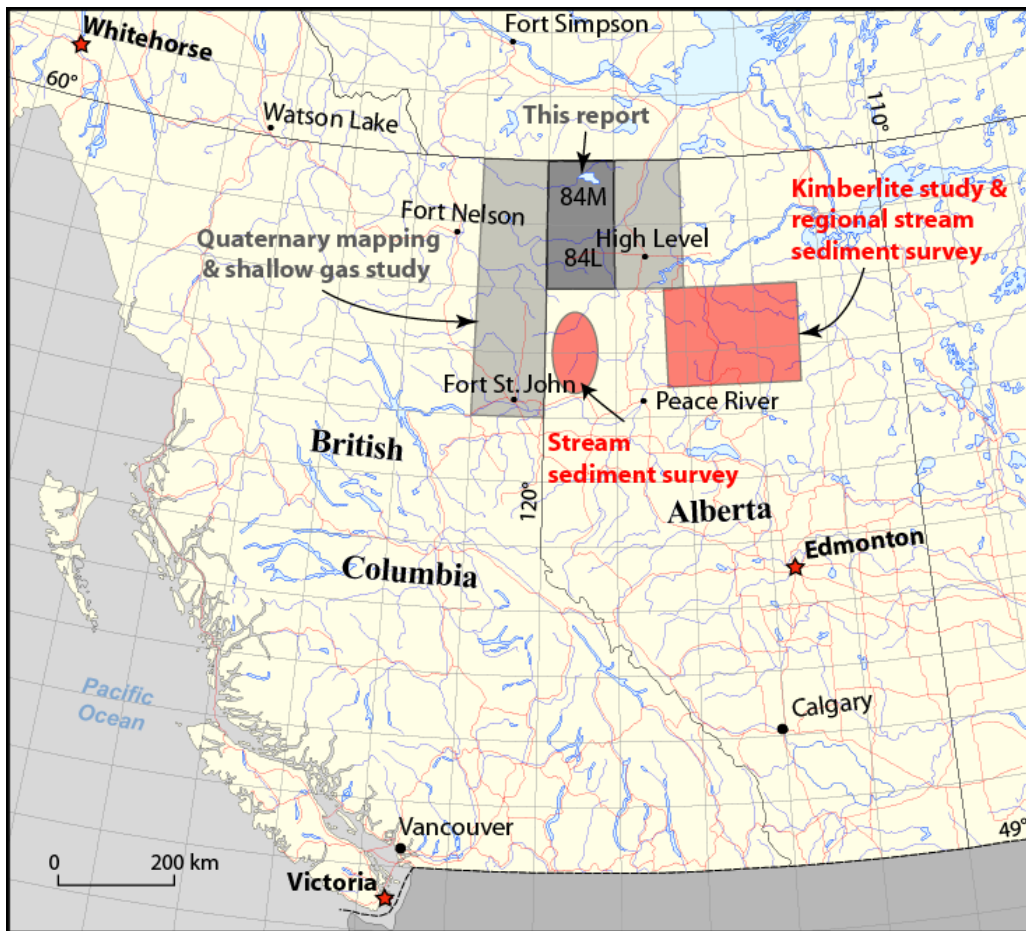 Fort Simpson
Whitehorse
60°
110°
Watson Lake
This report
84M
Kimberlite study &
regional stream
sediment survey
Fort Nelson
High Level
Quaternary mapping
& shallow gas study
84L
Fort St. John
Peace River
British
Stream
sediment survey
120°
Alberta
Edmonton
Columbia
Pacific
Ocean
Calgary
Vancouver
49°
0 200 km
Victoria